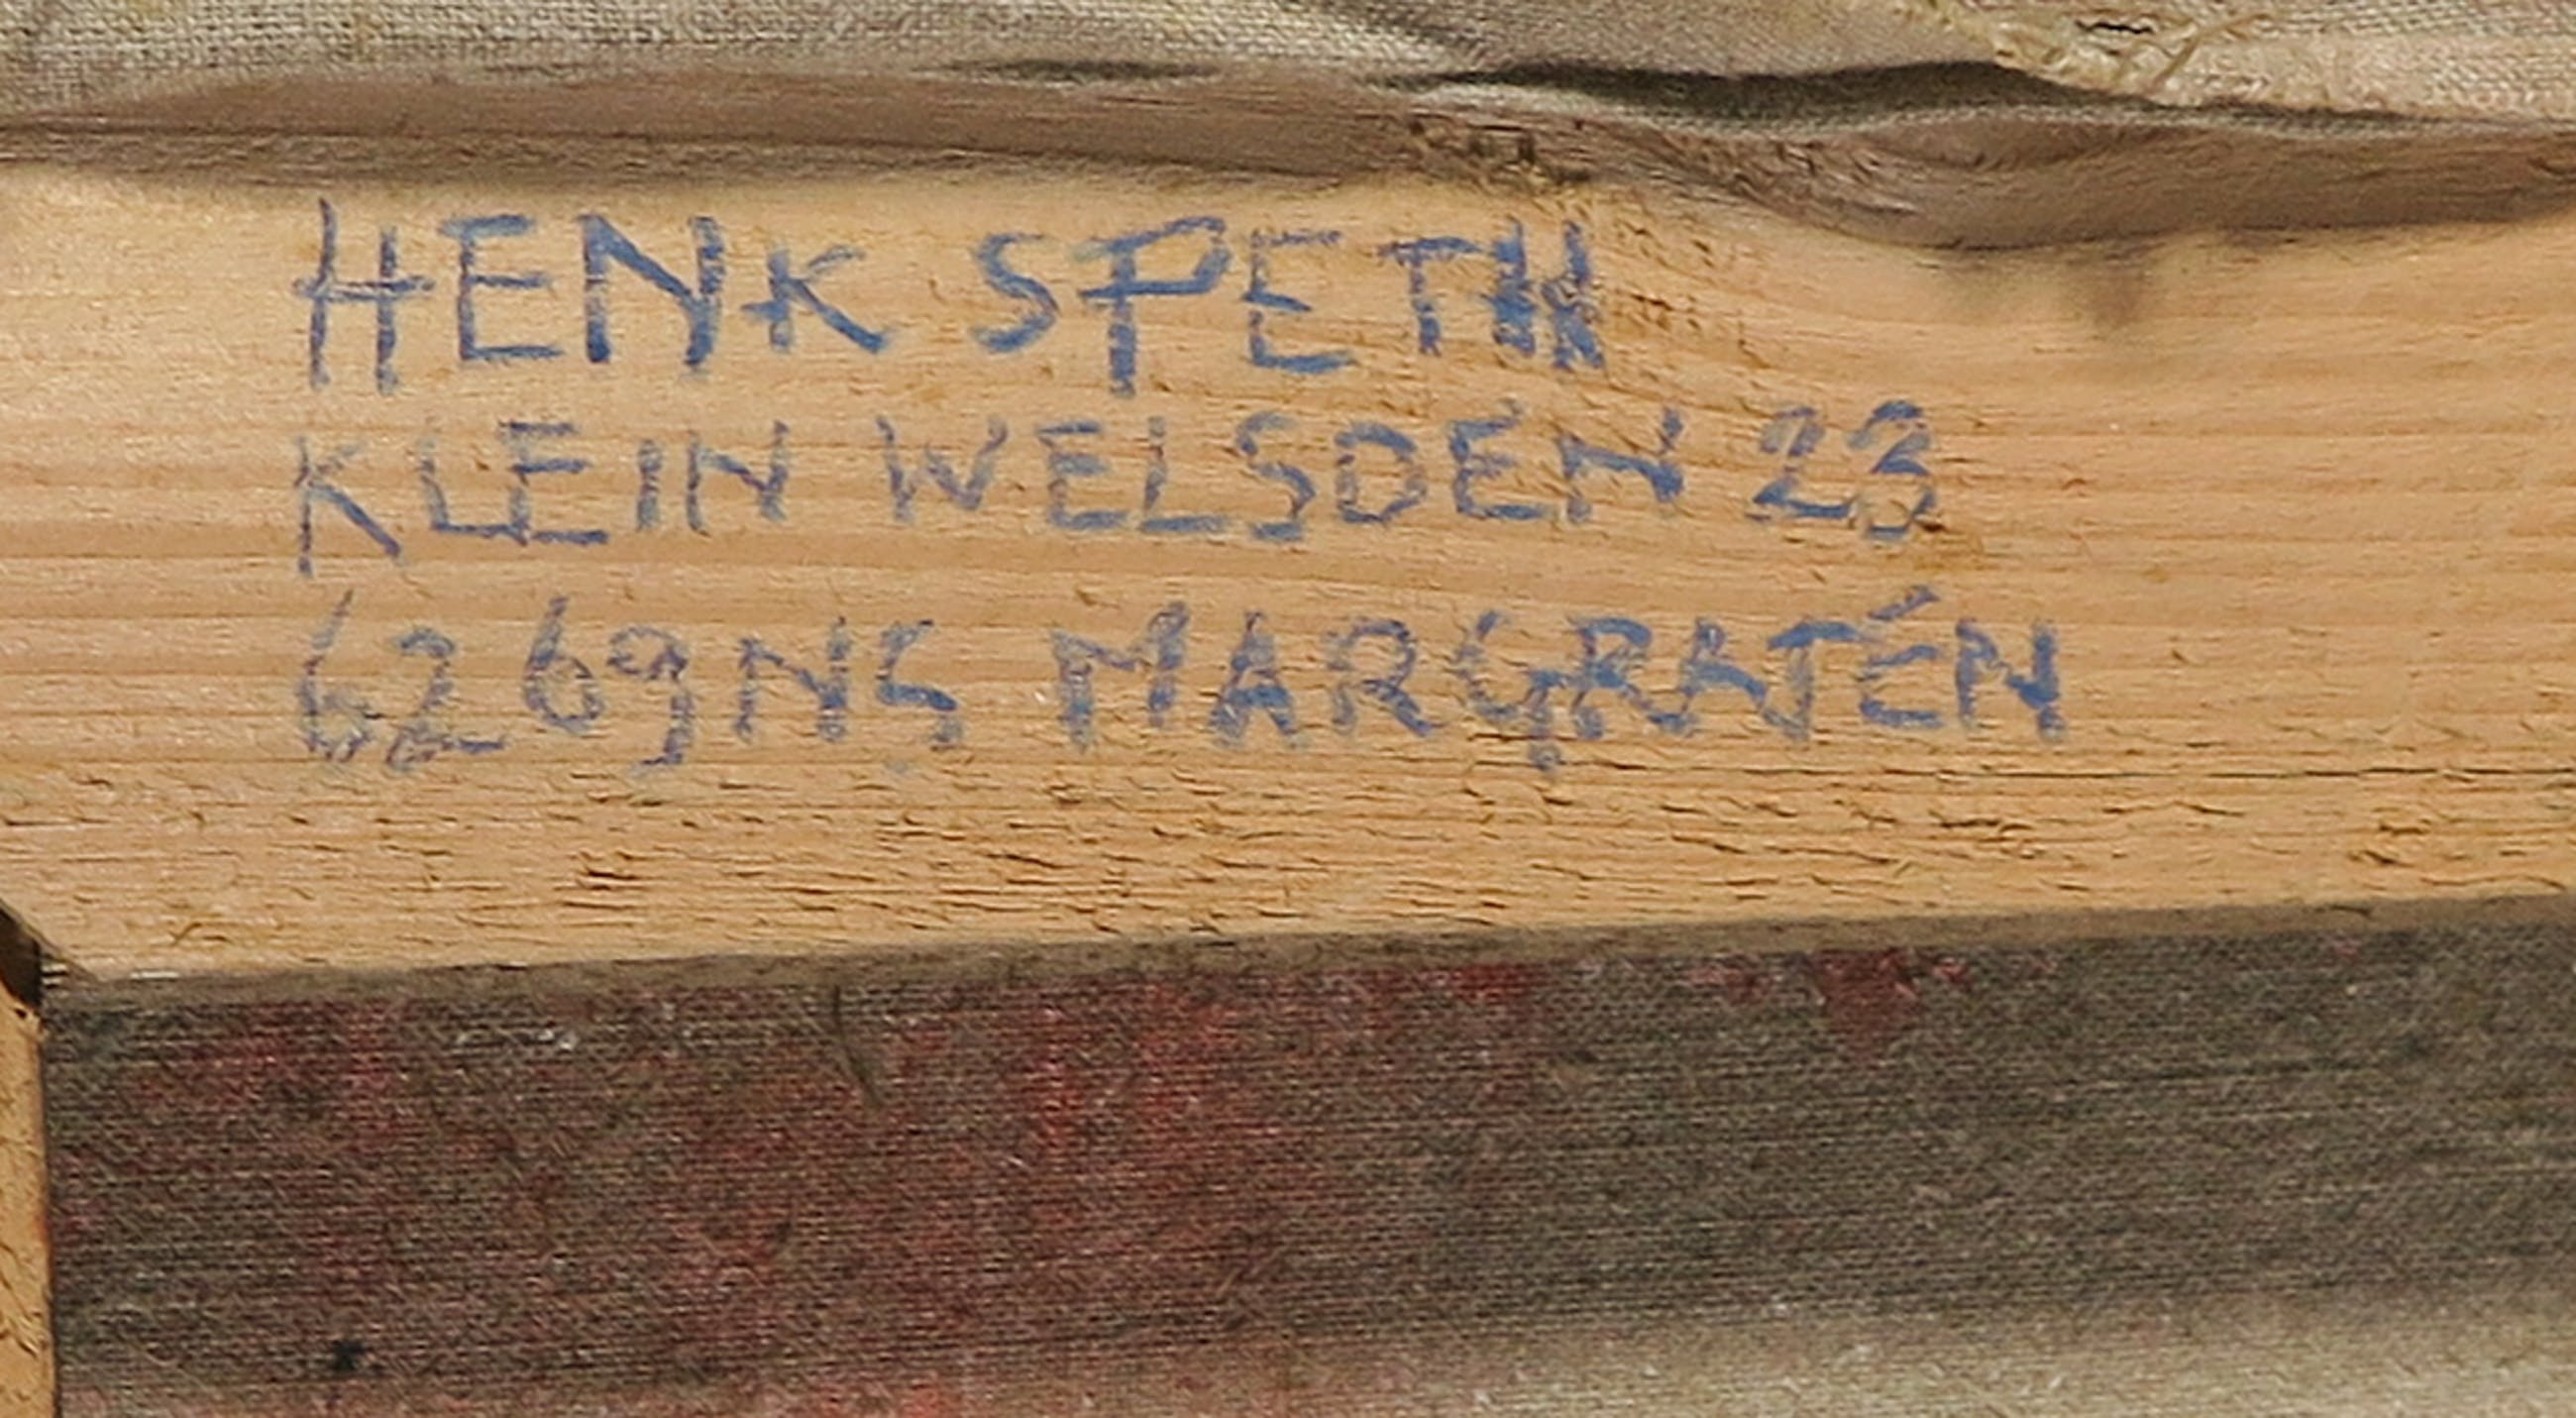 HENK SPETH
KLEIN WELSDEN 23
6269NS MARGRATEN